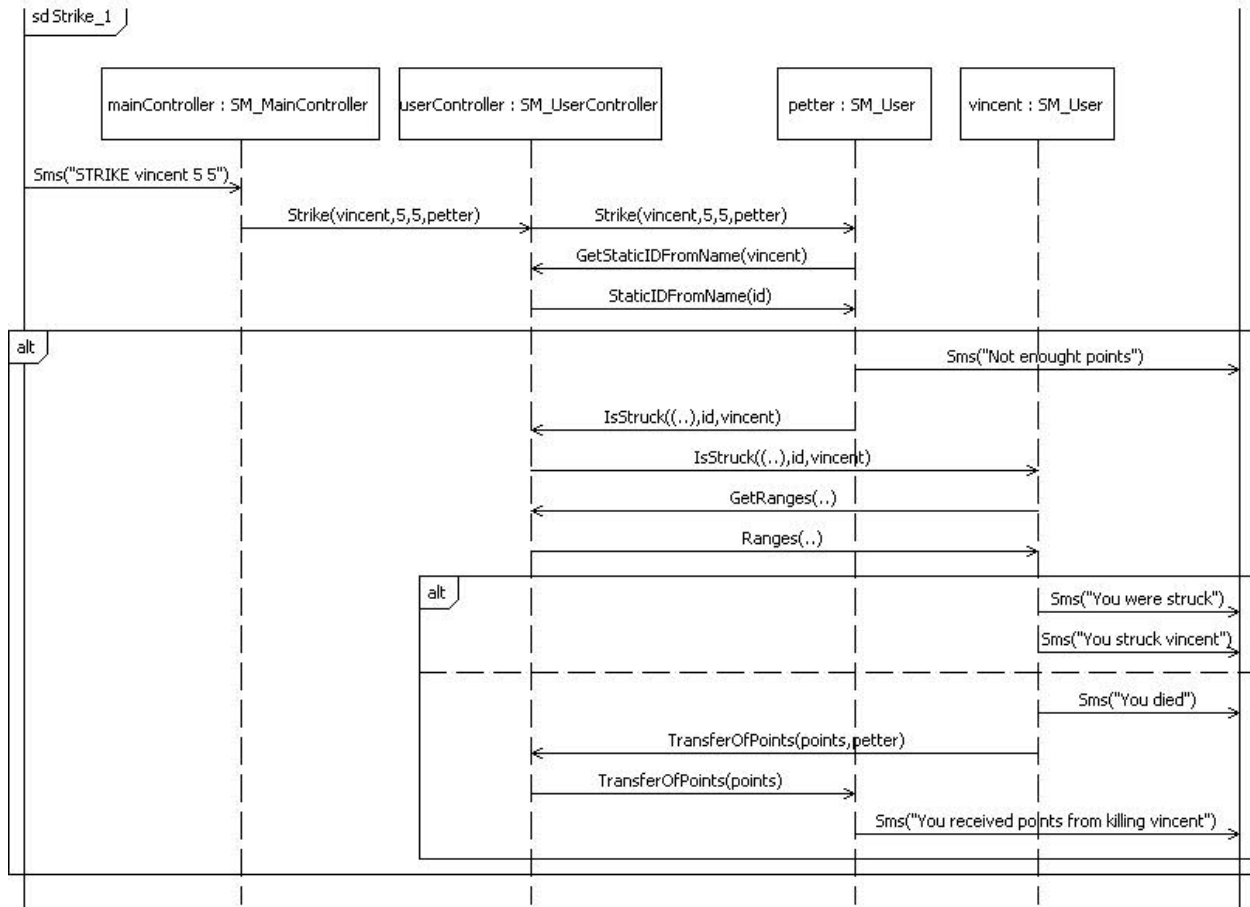 sd Strike_1
mainController : SM_MainController
userController : SM_UserController
petter : SM_User
vincent : SM_User
Sms("STRIKE vincent 5 5")
Strike(vincent,5,5,petter)
Strike(vincent,5,5,petter)
GetStaticIDFromName(vincent)
StaticIDFromName(id)
alt
Sms("Not enought points")
IsStruck((..),id,vincent)
IsStruck((..),id,vincent)
GetRanges(..)
Ranges(..)
alt
Sms("You were struck")
Sms("You struck vincent")
Sms("You died")
TransferOfPoints(points,petter)
TransferOfPoints(points)
Sms("You received points from killing vincent")